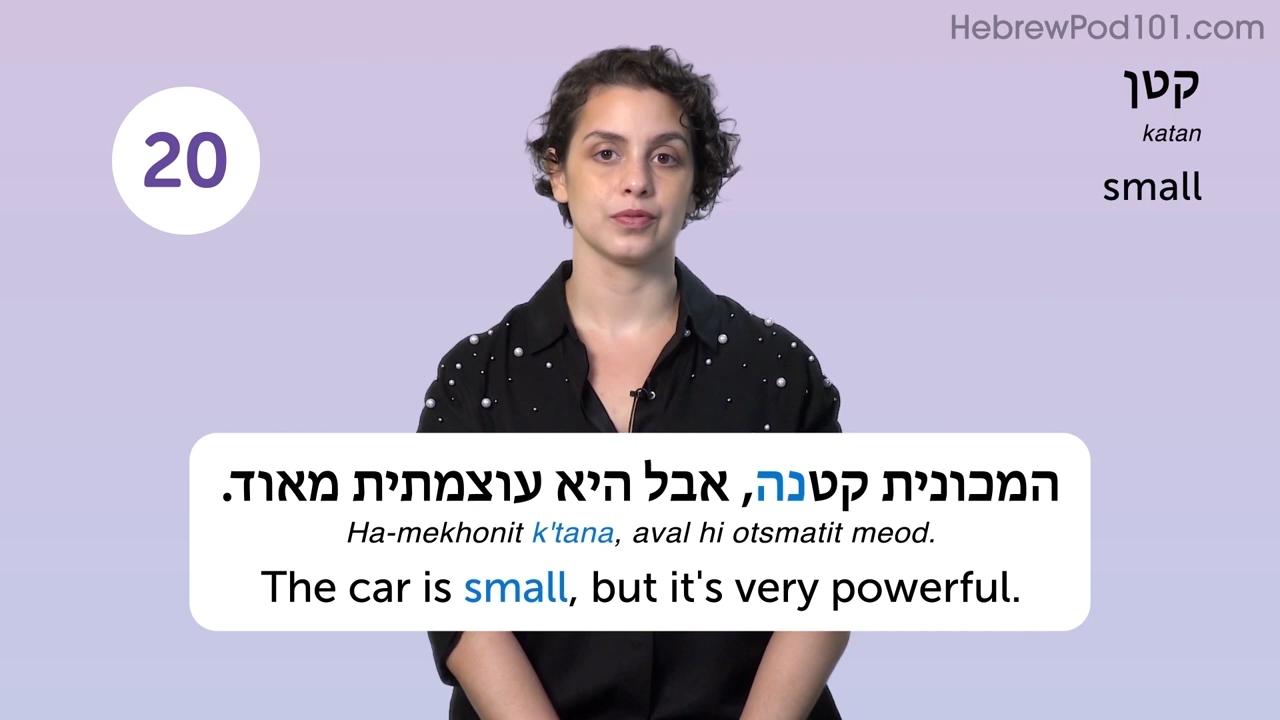 HebrewPod101.com
20
קטן
katan
small
המכונית קטנה, אבל היא עוצמתית מאוד.
Ha-mekhonit k'tana, aval hi otsmatit meod.
The car is small, but it's very powerful.